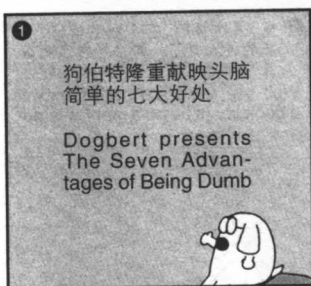 ❶
狗伯特隆重献映头脑
简单的七大好处
Dogbert presents
The Seven Advan-
tages of Being Dumb